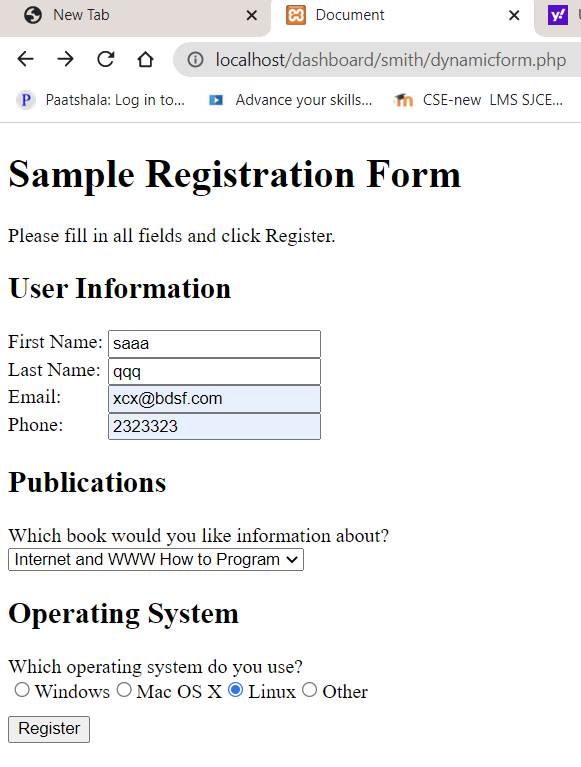 New Tab
Document
localhost/dashboard/smith/dynamicform.php
P Paatshala: Log in to... Advance your skills... CSE-new LMS SJCE...
Sample Registration Form
Please fill in all fields and click Register.
User Information
First Name: saaa
Last Name: qqq
Email: xcx@bdsf.com
Phone: 2323323
Publications
Which book would you like information about?
Internet and WWW How to Program
Operating System
Which operating system do you use?
Windows Mac OS X Linux Other
Register